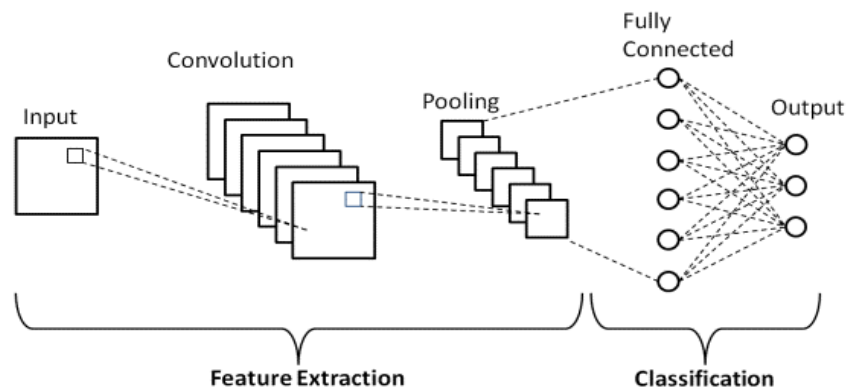 Input
Convolution
Pooling
Fully
Connected
Output
Feature Extraction
Classification